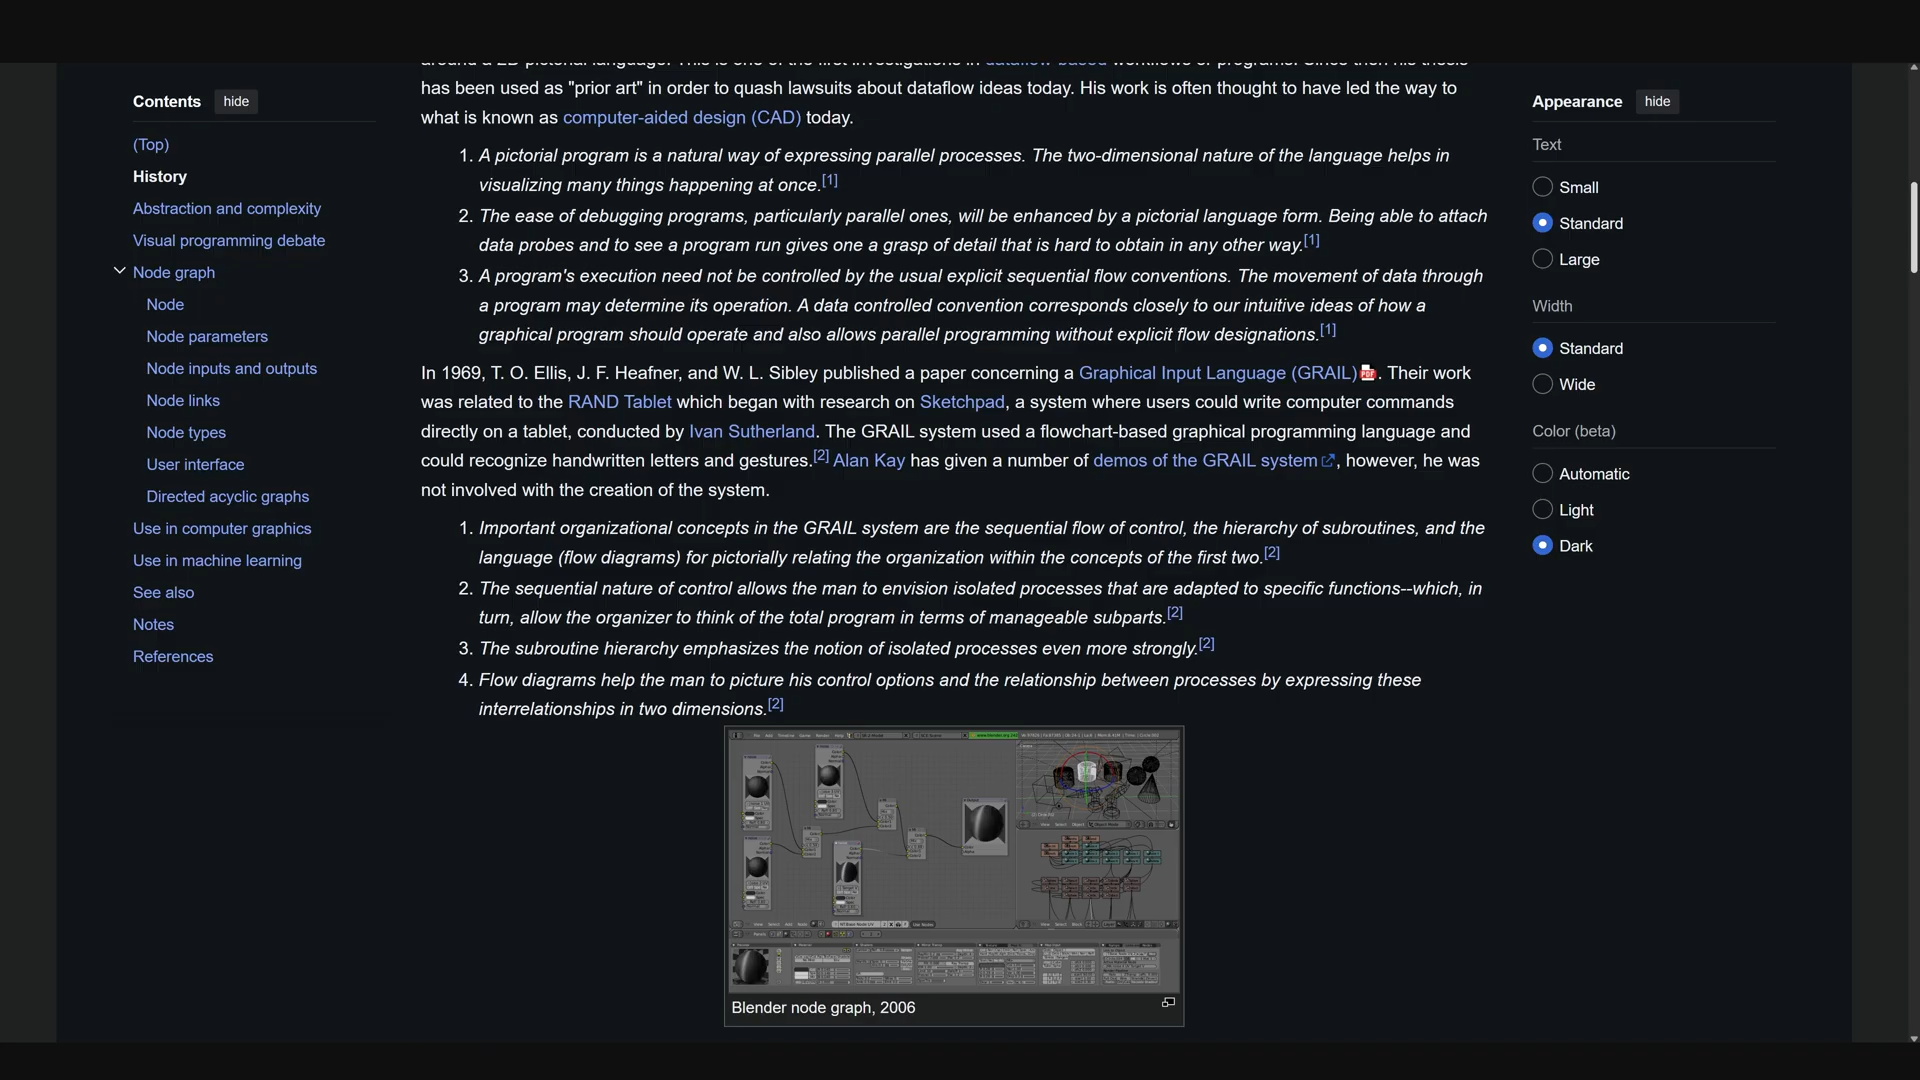 around a 2D pictorial language. This is one of the first investigations in dataflow-based workflows or programs. Since then his thesis
has been used as "prior art" in order to quash lawsuits about dataflow ideas today. His work is often thought to have led the way to
what is known as computer-aided design (CAD) today.
Contents hide
(Top)
History
Abstraction and complexity
Visual programming debate
Node graph
Node
Node parameters
Node inputs and outputs
Node links
Node types
User interface
Directed acyclic graphs
Use in computer graphics
Use in machine learning
See also
Notes
References
1. A pictorial program is a natural way of expressing parallel processes. The two-dimensional nature of the language helps in
visualizing many things happening at once.[1]
2. The ease of debugging programs, particularly parallel ones, will be enhanced by a pictorial language form. Being able to attach
data probes and to see a program run gives one a grasp of detail that is hard to obtain in any other way.[1]
3. A program's execution need not be controlled by the usual explicit sequential flow conventions. The movement of data through
a program may determine its operation. A data controlled convention corresponds closely to our intuitive ideas of how a
graphical program should operate and also allows parallel programming without explicit flow designations.[1]
In 1969, T. O. Ellis, J. F. Heafner, and W. L. Sibley published a paper concerning a Graphical Input Language (GRAIL). Their work
was related to the RAND Tablet which began with research on Sketchpad, a system where users could write computer commands
directly on a tablet, conducted by Ivan Sutherland. The GRAIL system used a flowchart-based graphical programming language and
could recognize handwritten letters and gestures.[2] Alan Kay has given a number of demos of the GRAIL system, however, he was
not involved with the creation of the system.
1. Important organizational concepts in the GRAIL system are the sequential flow of control, the hierarchy of subroutines, and the
language (flow diagrams) for pictorially relating the organization within the concepts of the first two.[2]
2. The sequential nature of control allows the man to envision isolated processes that are adapted to specific functions--which, in
turn, allow the organizer to think of the total program in terms of manageable subparts.[2]
3. The subroutine hierarchy emphasizes the notion of isolated processes even more strongly.[2]
4. Flow diagrams help the man to picture his control options and the relationship between processes by expressing these
interrelationships in two dimensions.[2]
Blender node graph, 2006
Appearance hide
Text
Small
Standard
Large
Width
Standard
Wide
Color (beta)
Automatic
Light
Dark